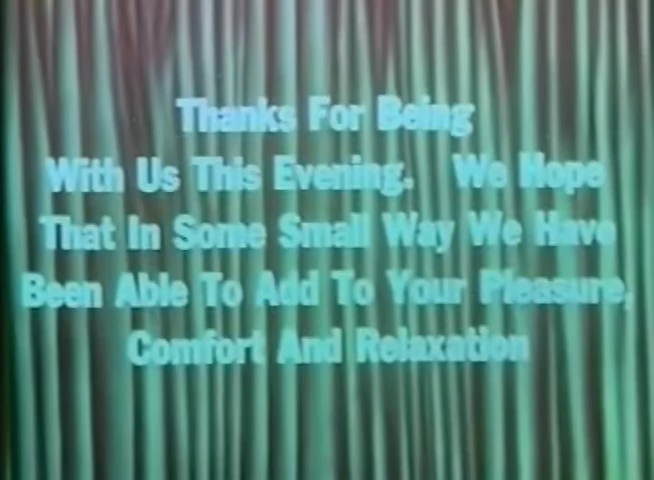 Thanks For Being
With Us This Evening. We Hope
That In Some Small Way We Have
Been Able To Add To Your Pleasure,
Comfort And Relaxation